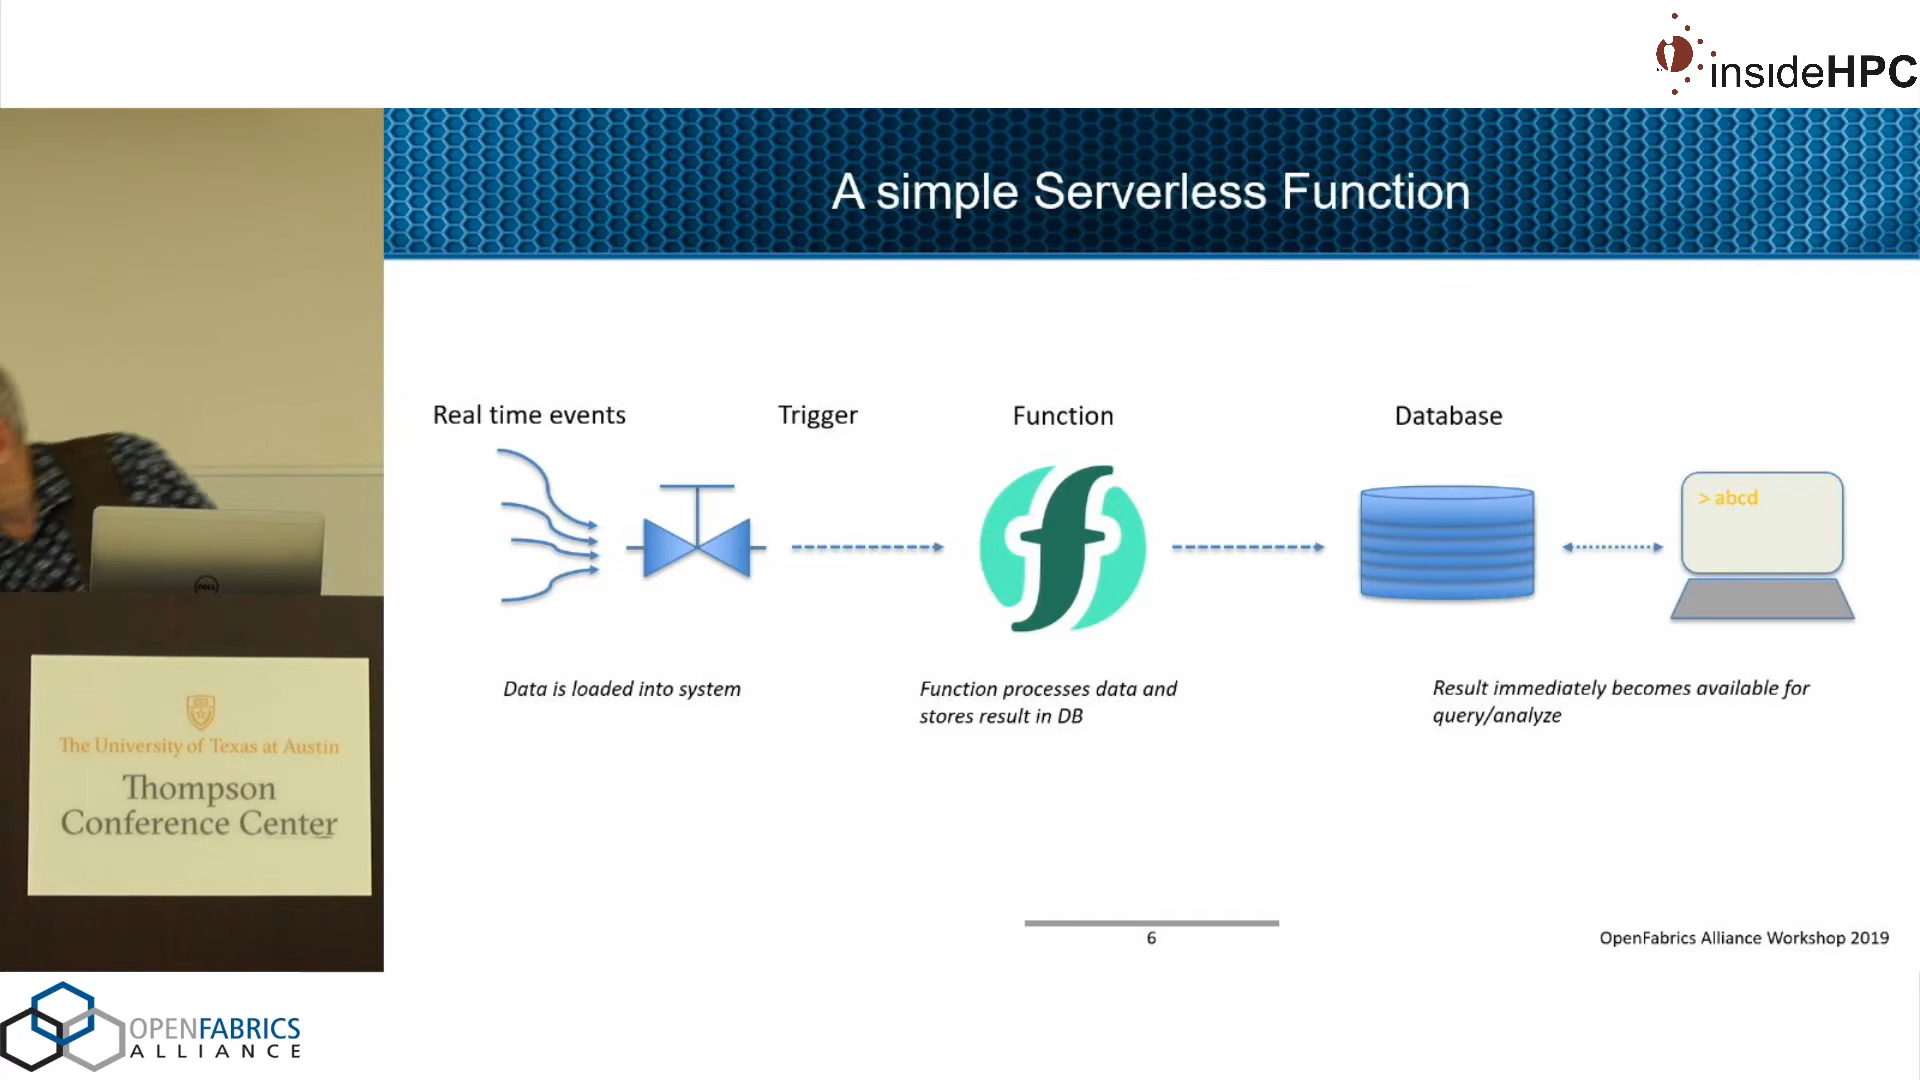 insideHPC
A simple Serverless Function
Real time events
Trigger
Function
Database
> abcd
Data is loaded into system
Function processes data and
stores result in DB
Result immediately becomes available for
query/analyze
6
OpenFabrics Alliance Workshop 2019
DELL
The University of Texas at Austin
Thompson
Conference Center
OPENFABRICS
ALLIANCE